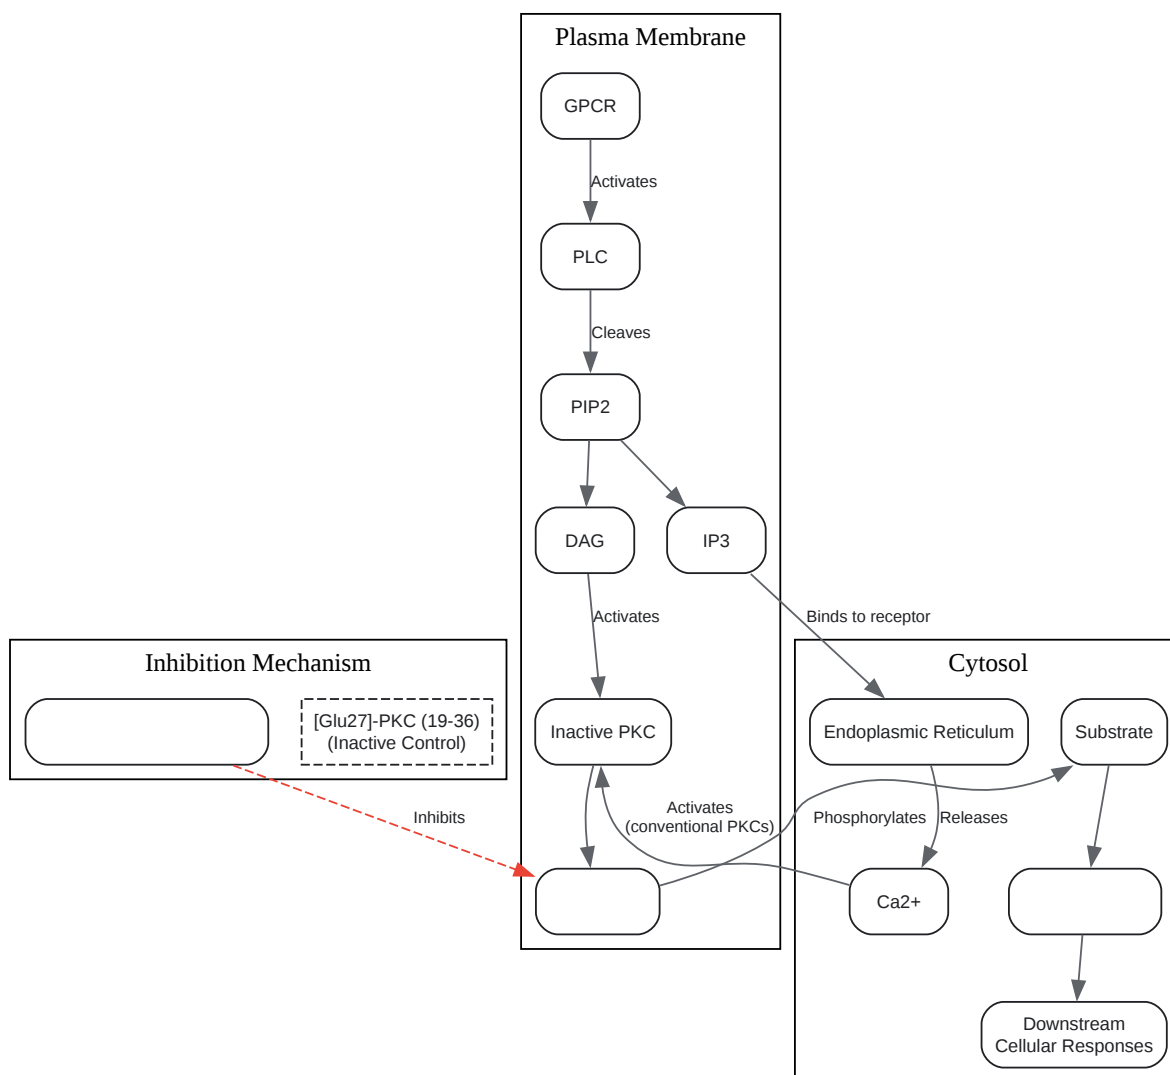 Plasma Membrane
GPCR
Activates
PLC
Cleaves
PIP2
DAG
IP3
Activates
Binds to receptor
Inhibition Mechanism
Cytosol
[Glu27]-PKC (19-36)
(Inactive Control)
Inactive PKC
Endoplasmic Reticulum
Substrate
Inhibits
Activates
(conventional PKCs)
Phosphorylates
Releases
Ca2+
Downstream
Cellular Responses